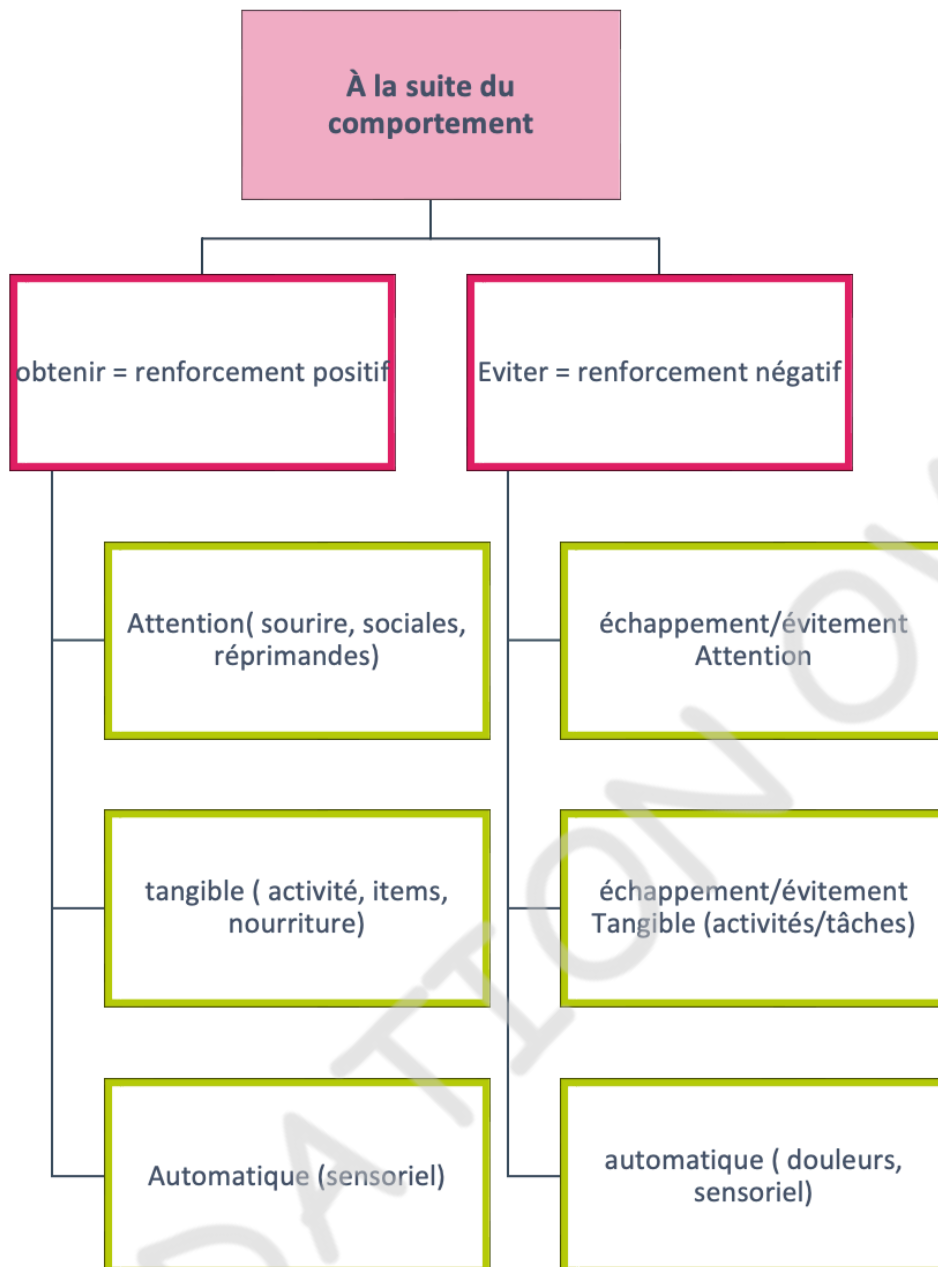 À la suite du
comportement
obtenir = renforcement positif
Eviter = renforcement négatif
Attention( sourire, sociales,
réprimandes)
échappement/évitement
Attention
tangible ( activité, items,
nourriture)
échappement/évitement
Tangible (activités/tâches)
Automatique (sensoriel)
automatique ( douleurs,
sensoriel)